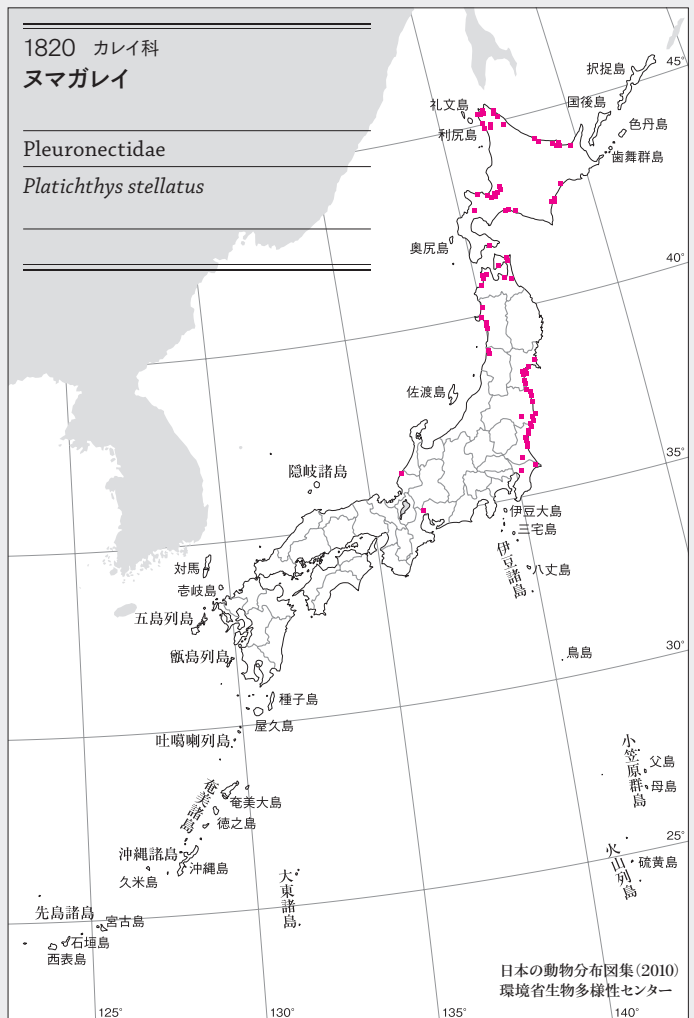 1820 カレイ科
ヌマガレイ
Pleuronectidae
Platichthys stellatus
45°
択捉島
国後島
礼文島
色丹島
利尻島
歯舞群島
奥尻島
40°
佐渡島
35°
隠岐諸島
伊豆大島
三宅島
伊豆諸島
八丈島
対馬
壱岐島
五島列島
甑島列島
鳥島
30°
種子島
屋久島
吐噶喇列島
小笠原群島
父島
母島
奄美諸島
奄美大島
徳之島
25°
沖縄諸島
沖縄島
久米島
火山列島
硫黄島
大東諸島
先島諸島
宮古島
石垣島
西表島
日本の動物分布図集(2010)
環境省生物多様性センター
125°
130°
135°
140°